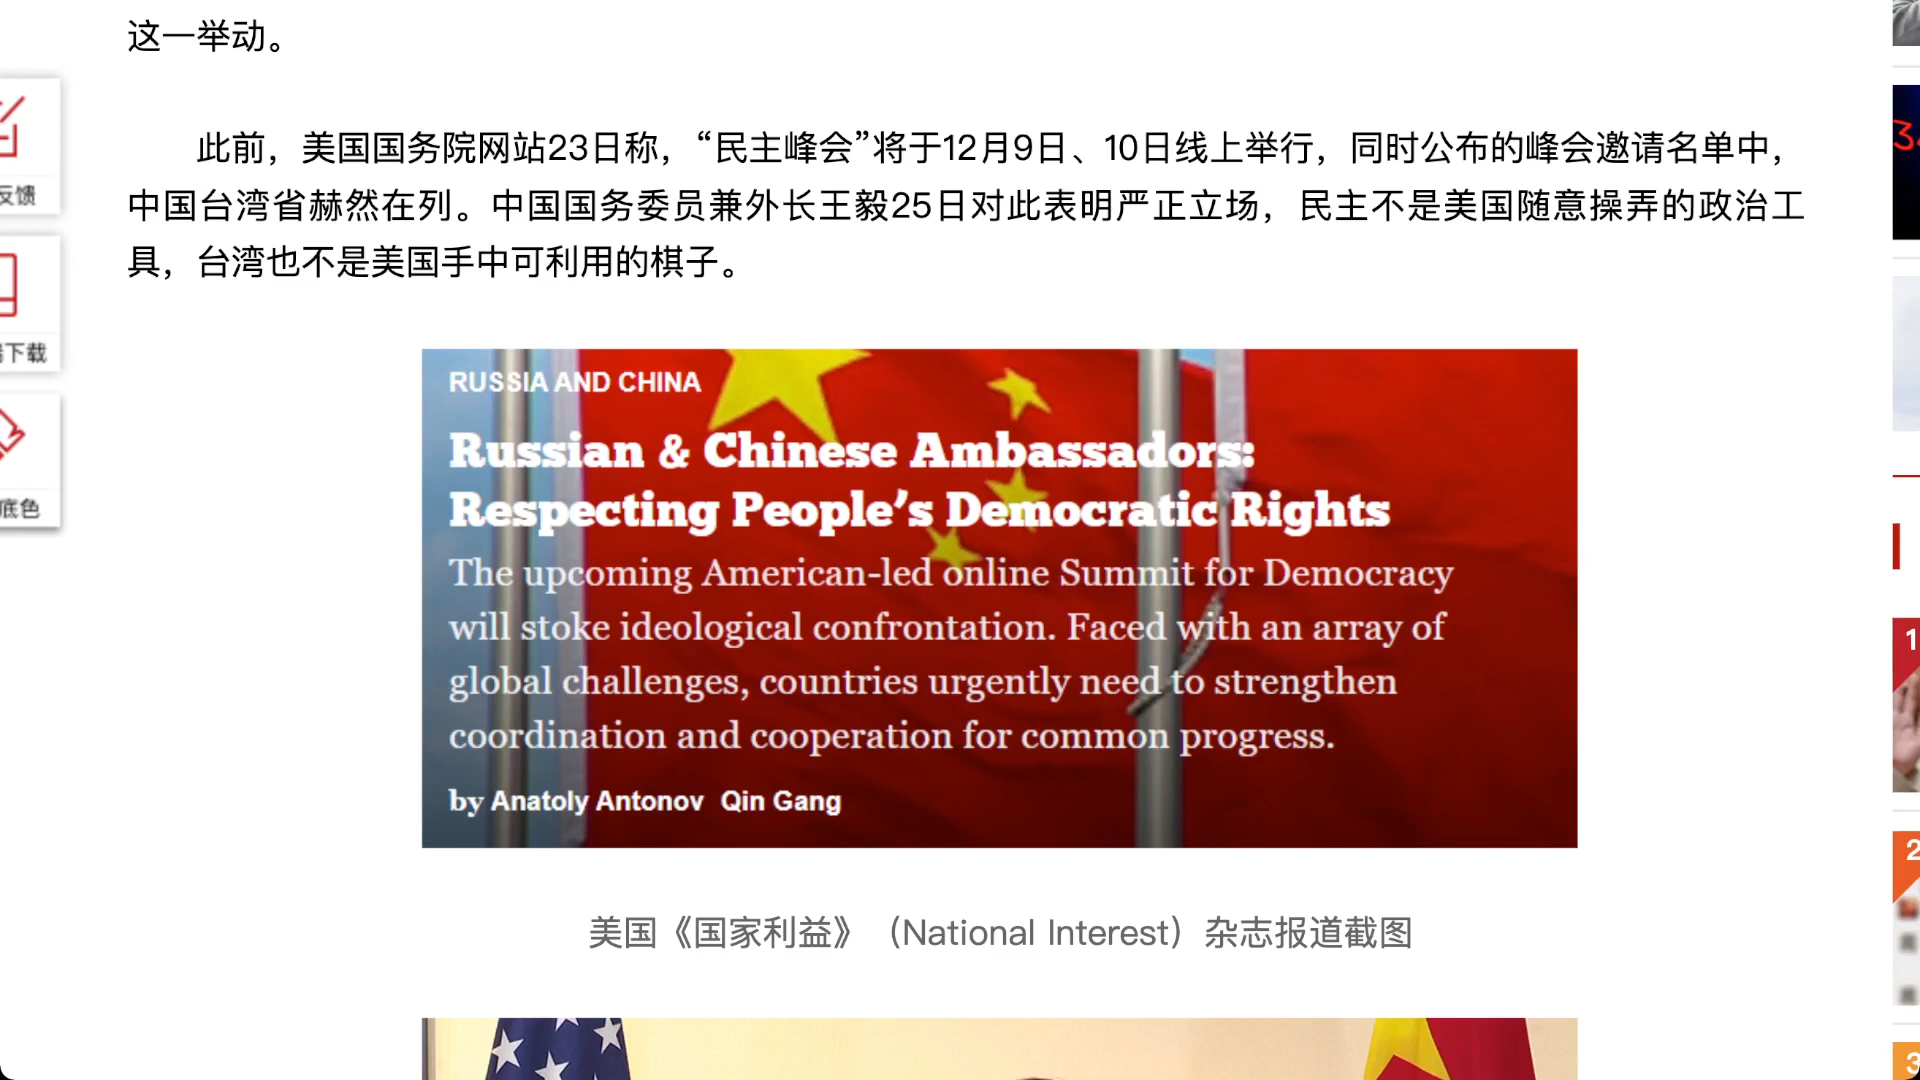 这一举动。
此前，美国国务院网站23日称，“民主峰会”将于12月9日、10日线上举行，同时公布的峰会邀请名单中，
中国台湾省赫然在列。中国国务委员兼外长王毅25日对此表明严正立场，民主不是美国随意操弄的政治工
具，台湾也不是美国手中可利用的棋子。
反馈
下载
底色
RUSSIA AND CHINA
Russian & Chinese Ambassadors:
Respecting People’s Democratic Rights
The upcoming American-led online Summit for Democracy
will stoke ideological confrontation. Faced with an array of
global challenges, countries urgently need to strengthen
coordination and cooperation for common progress.
by Anatoly Antonov Qin Gang
美国《国家利益》（National Interest）杂志报道截图
1
2
3